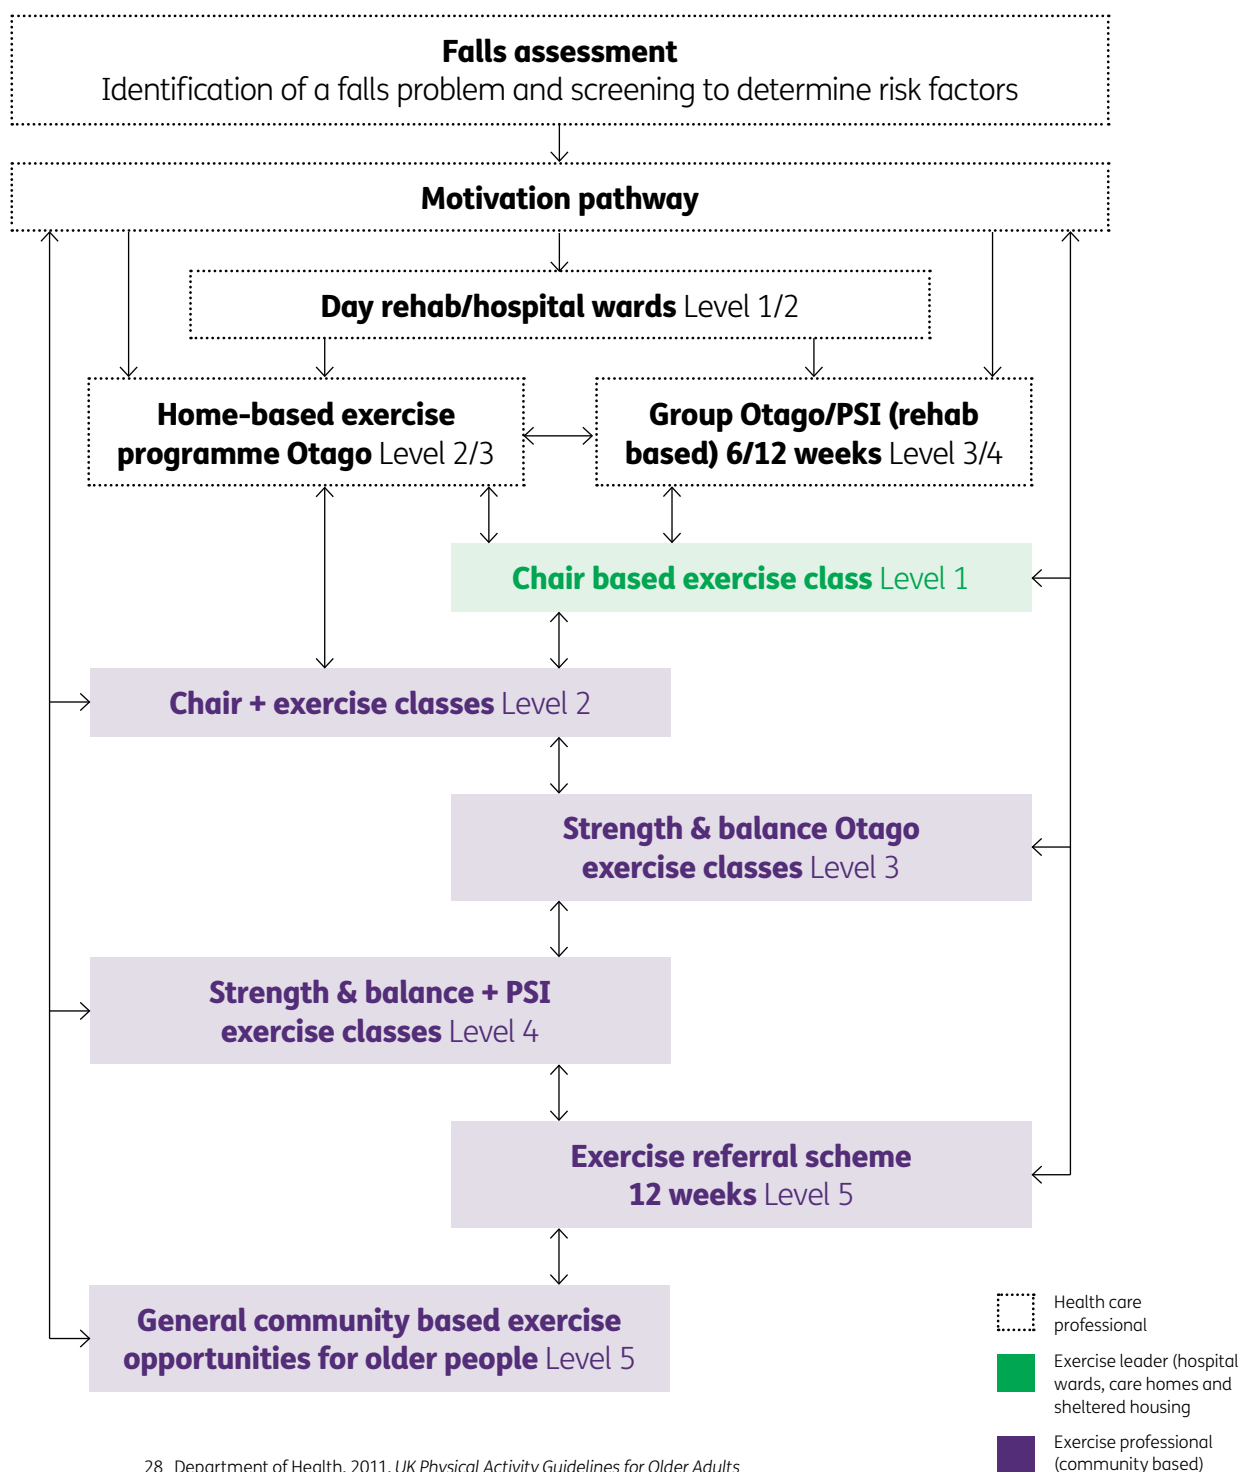 Falls assessment
Identification of a falls problem and screening to determine risk factors
Motivation pathway
Day rehab/hospital wards Level 1/2
Home-based exercise
programme Otago Level 2/3
Group Otago/PSI (rehab
based) 6/12 weeks Level 3/4
Chair based exercise class Level 1
Chair + exercise classes Level 2
Strength & balance Otago
exercise classes Level 3
Strength & balance + PSI
exercise classes Level 4
Exercise referral scheme
12 weeks Level 5
General community based exercise
opportunities for older people Level 5
Health care
professional
Exercise leader (hospital
wards, care homes and
sheltered housing
Exercise professional
(community based)
28 Department of Health, 2011, UK Physical Activity Guidelines for Older Adults